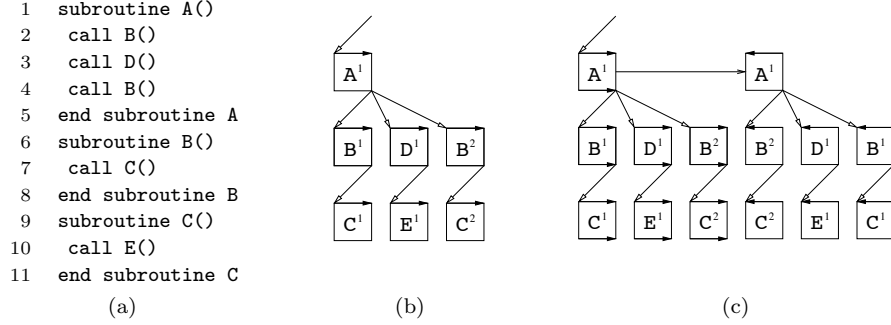 1 subroutine A()
2 call B()
3 call D()
4 call B()
5 end subroutine A
6 subroutine B()
7 call C()
8 end subroutine B
9 subroutine C()
10 call E()
11 end subroutine C
(a)
A¹
B¹ D¹ B²
C¹ E¹ C²
(b)
A¹ A¹
B¹ D¹ B² B² D¹ B¹
C¹ E¹ C² C² E¹ C¹
(c)